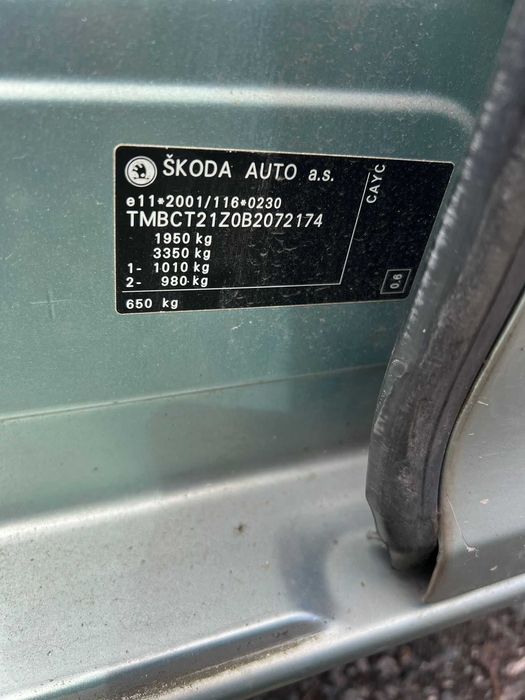 ŠKODA AUTO a.s.
e11*2001/116*0230
TMBCT21Z0B2072174
1950 kg
3350 kg
1- 1010 kg
2- 980 kg
650 kg
CAYC
0.6